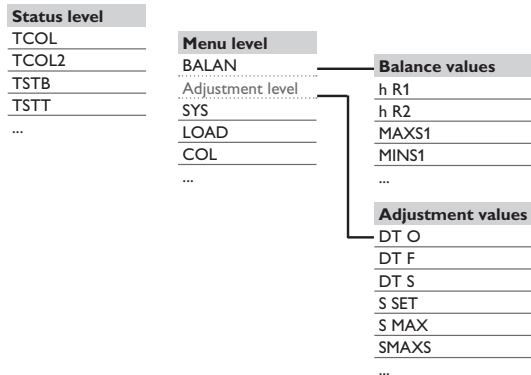 Status level
TCOL
TCOL2
TSTB
TSTT
...
Menu level
BALAN
Adjustment level
SYS
LOAD
COL
...
Balance values
h R1
h R2
MAXS1
MINS1
...
Adjustment values
DT O
DT F
DT S
S SET
S MAX
SMAXS
...